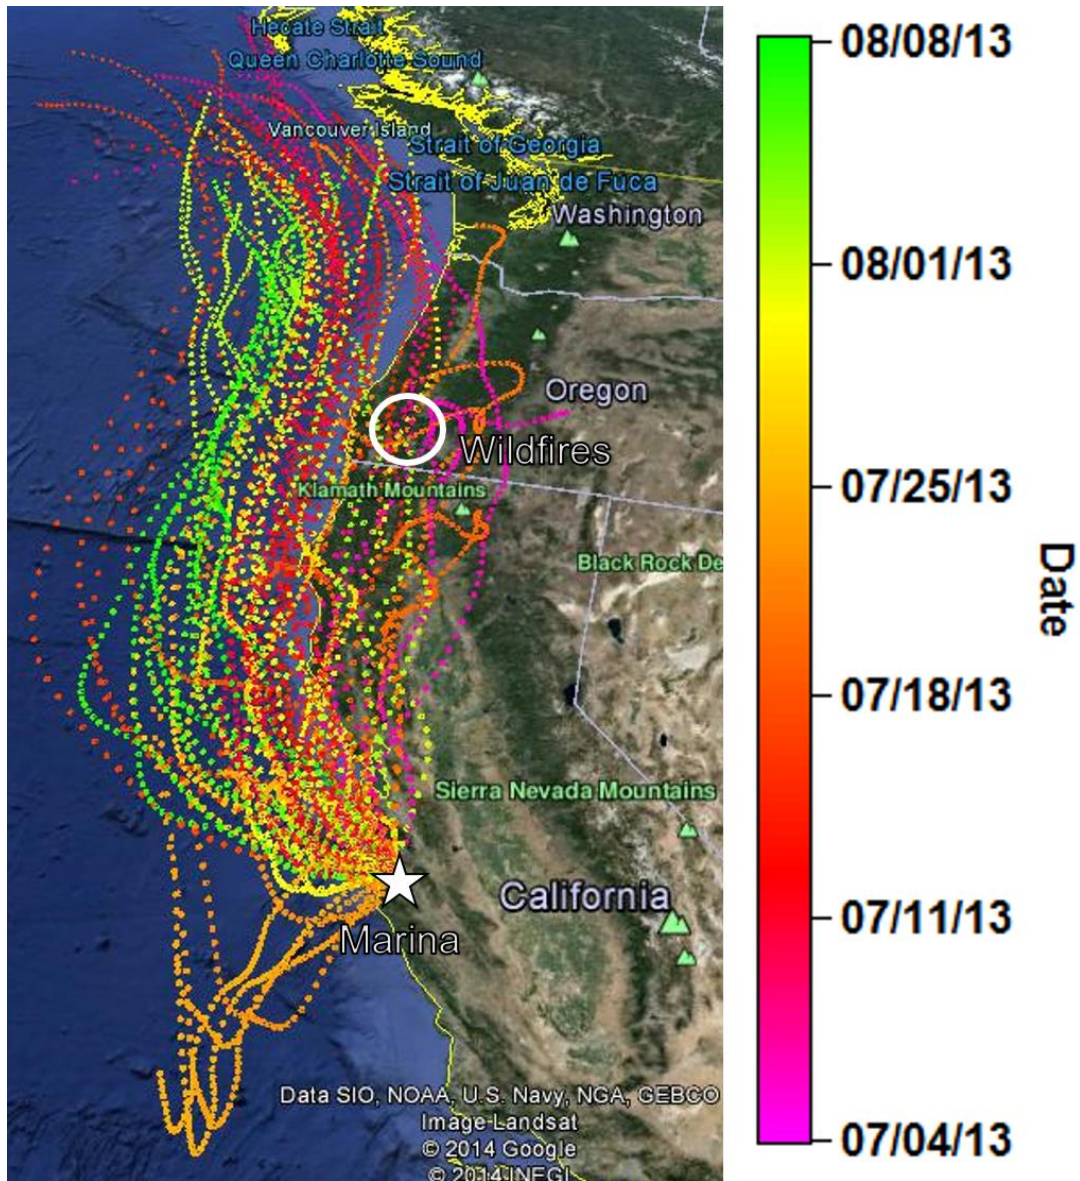 Hecate Strait
Queen Charlotte Sound
Vancouver Island
Strait of Georgia
Strait of Juan de Fuca
Washington
Oregon
Wildfires
Klamath Mountains
Black Rock De
Sierra Nevada Mountains
California
Marina
Data SIO, NOAA, U.S. Navy, NGA, GEBCO
Image Landsat
© 2014 Google
© 2014 INEGI
08/08/13
08/01/13
07/25/13
07/18/13
07/11/13
07/04/13
Date